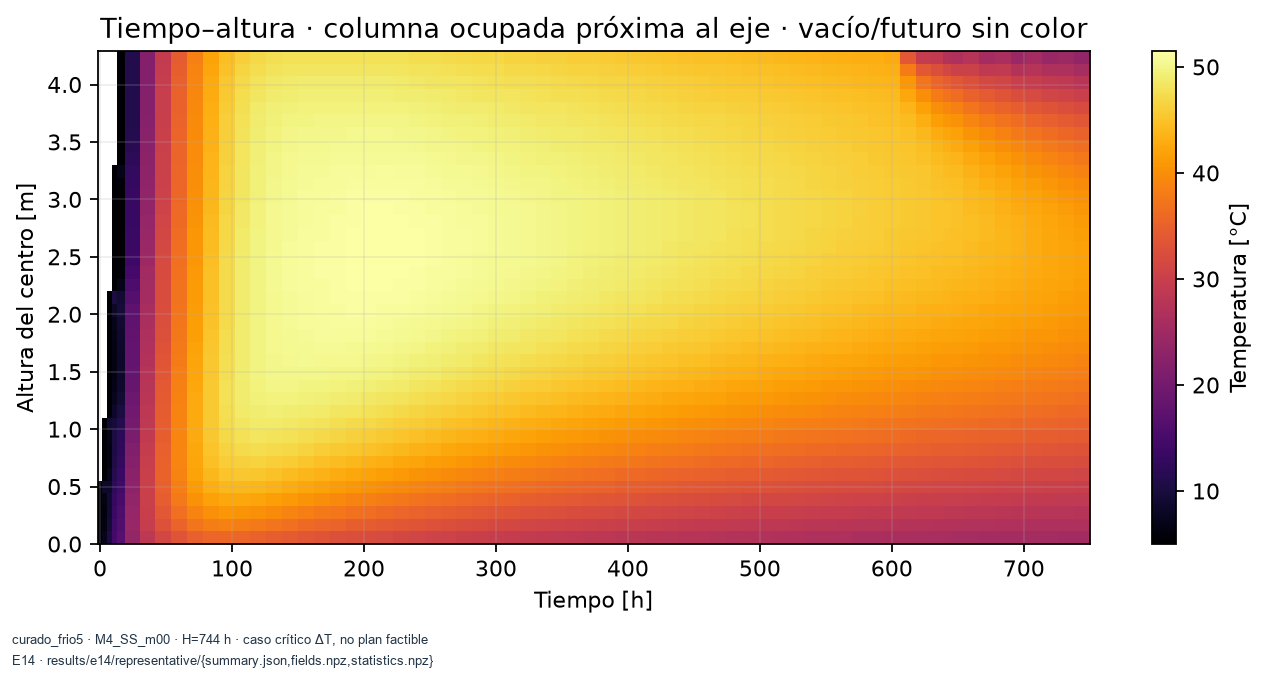 Tiempo–altura · columna ocupada próxima al eje · vacío/futuro sin color
Altura del centro [m]
4.0
3.5
3.0
2.5
2.0
1.5
1.0
0.5
0.0
0 100 200 300 400 500 600 700
Tiempo [h]
50
40
30
20
10
Temperatura [°C]
curado_frio5 · M4_SS_m00 · H=744 h · caso crítico ΔT, no plan factible
E14 · results/e14/representative/{summary.json,fields.npz,statistics.npz}